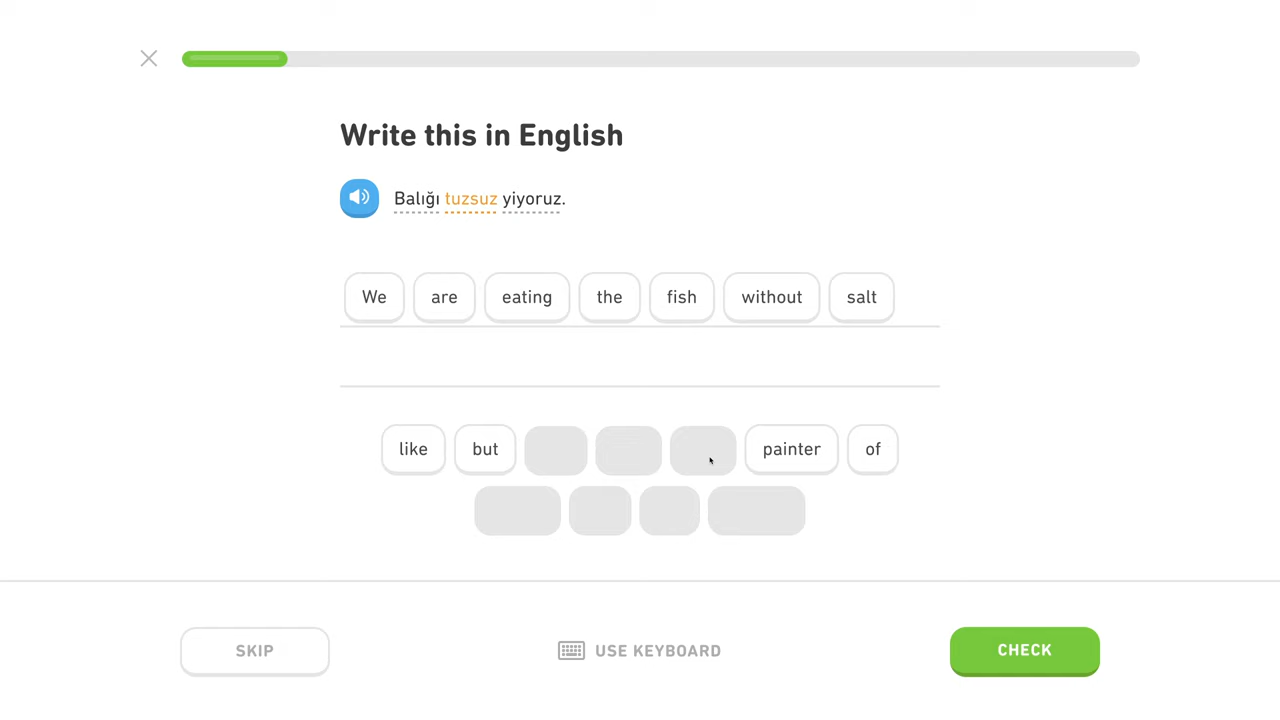 Write this in English
Balığı tuzsuz yiyoruz.
We are eating the fish without salt
like but painter of
SKIP USE KEYBOARD CHECK